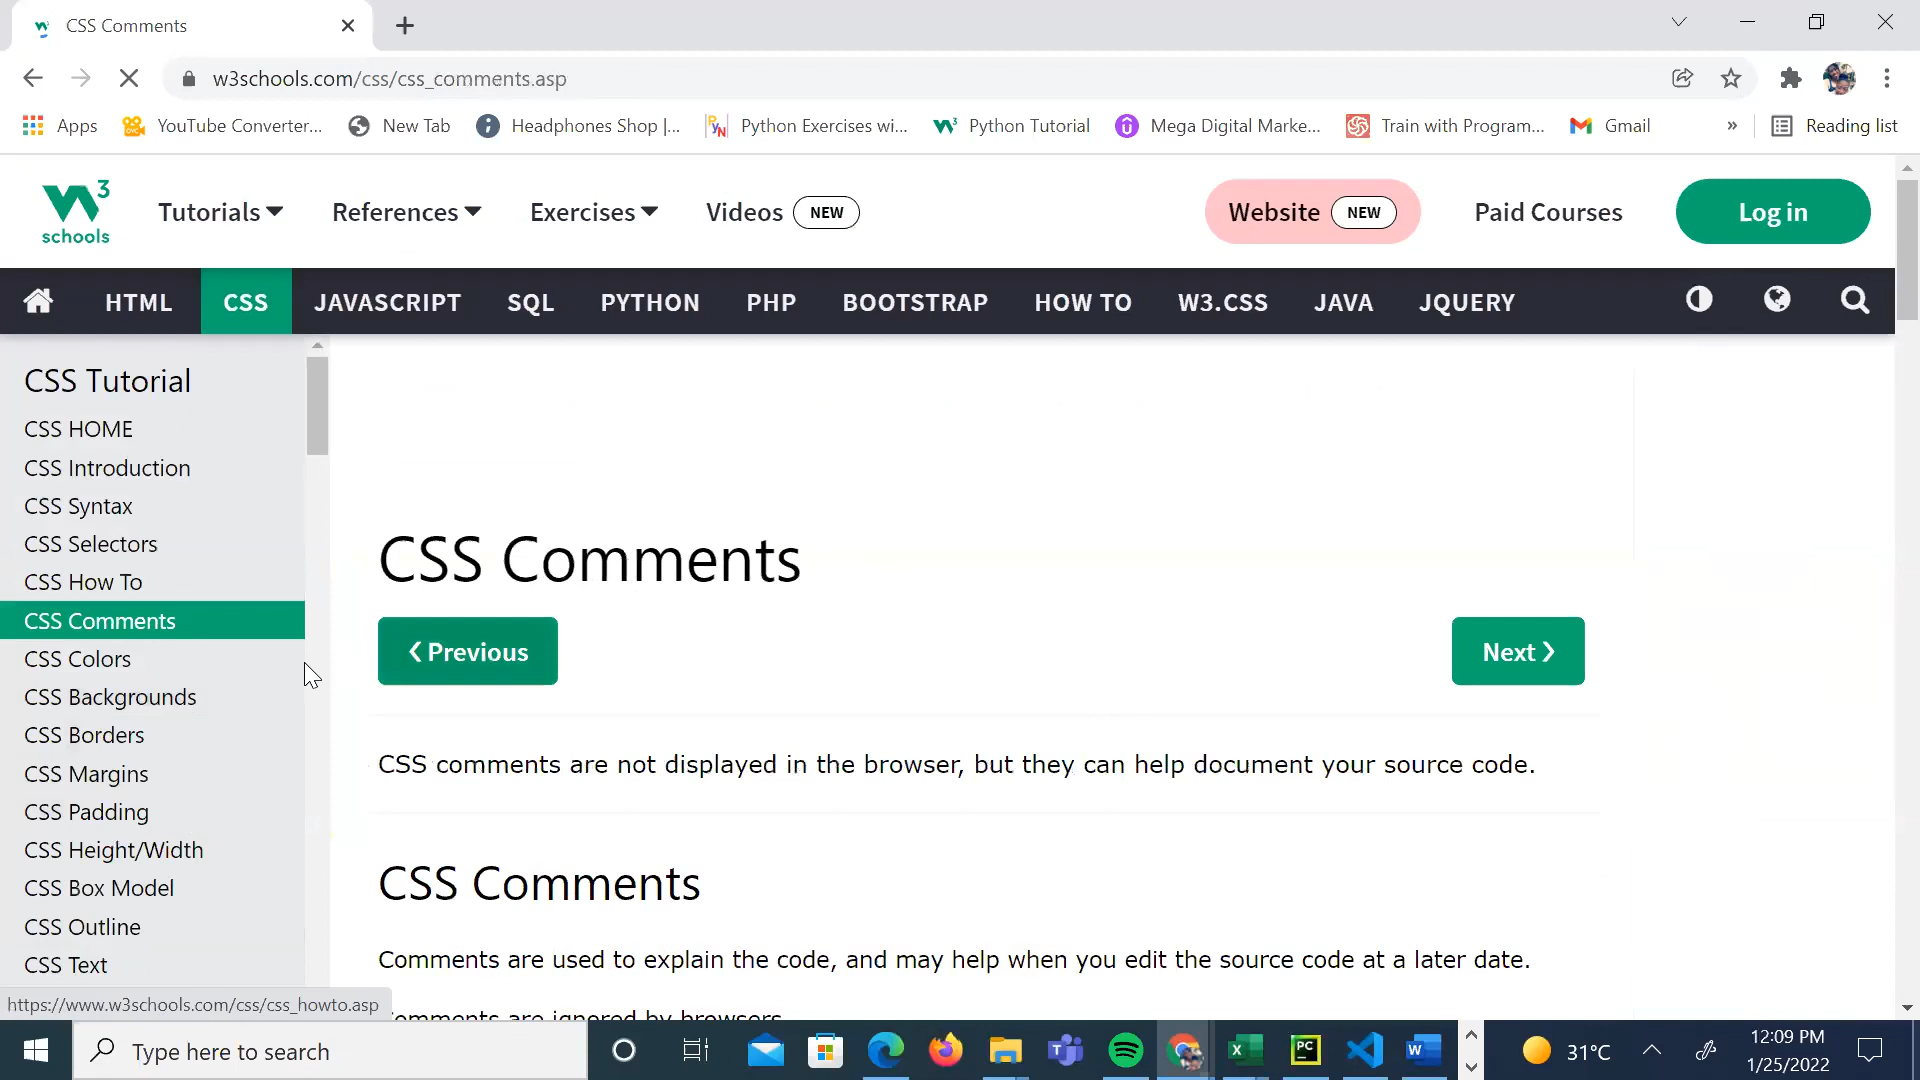 CSS Comments
w3schools.com/css/css_comments.asp
Apps YouTube Converter... New Tab Headphones Shop |... Python Exercises wi... Python Tutorial Mega Digital Marke... Train with Program... Gmail » Reading list
W3 schools Tutorials References Exercises Videos NEW Website NEW Paid Courses Log in
HTML CSS JAVASCRIPT SQL PYTHON PHP BOOTSTRAP HOW TO W3.CSS JAVA JQUERY
CSS Tutorial
CSS HOME
CSS Introduction
CSS Syntax
CSS Selectors
CSS How To
CSS Comments
CSS Colors
CSS Backgrounds
CSS Borders
CSS Margins
CSS Padding
CSS Height/Width
CSS Box Model
CSS Outline
CSS Text
https://www.w3schools.com/css/css_howto.asp
CSS Comments
❮ Previous Next ❯
CSS comments are not displayed in the browser, but they can help document your source code.
CSS Comments
Comments are used to explain the code, and may help when you edit the source code at a later date.
Comments are ignored by browsers
Type here to search
31°C
12:09 PM
1/25/2022